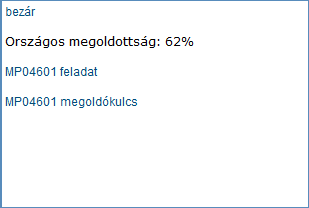 bezár
Országos megoldottság: 62%
MP04601 feladat
MP04601 megoldókulcs